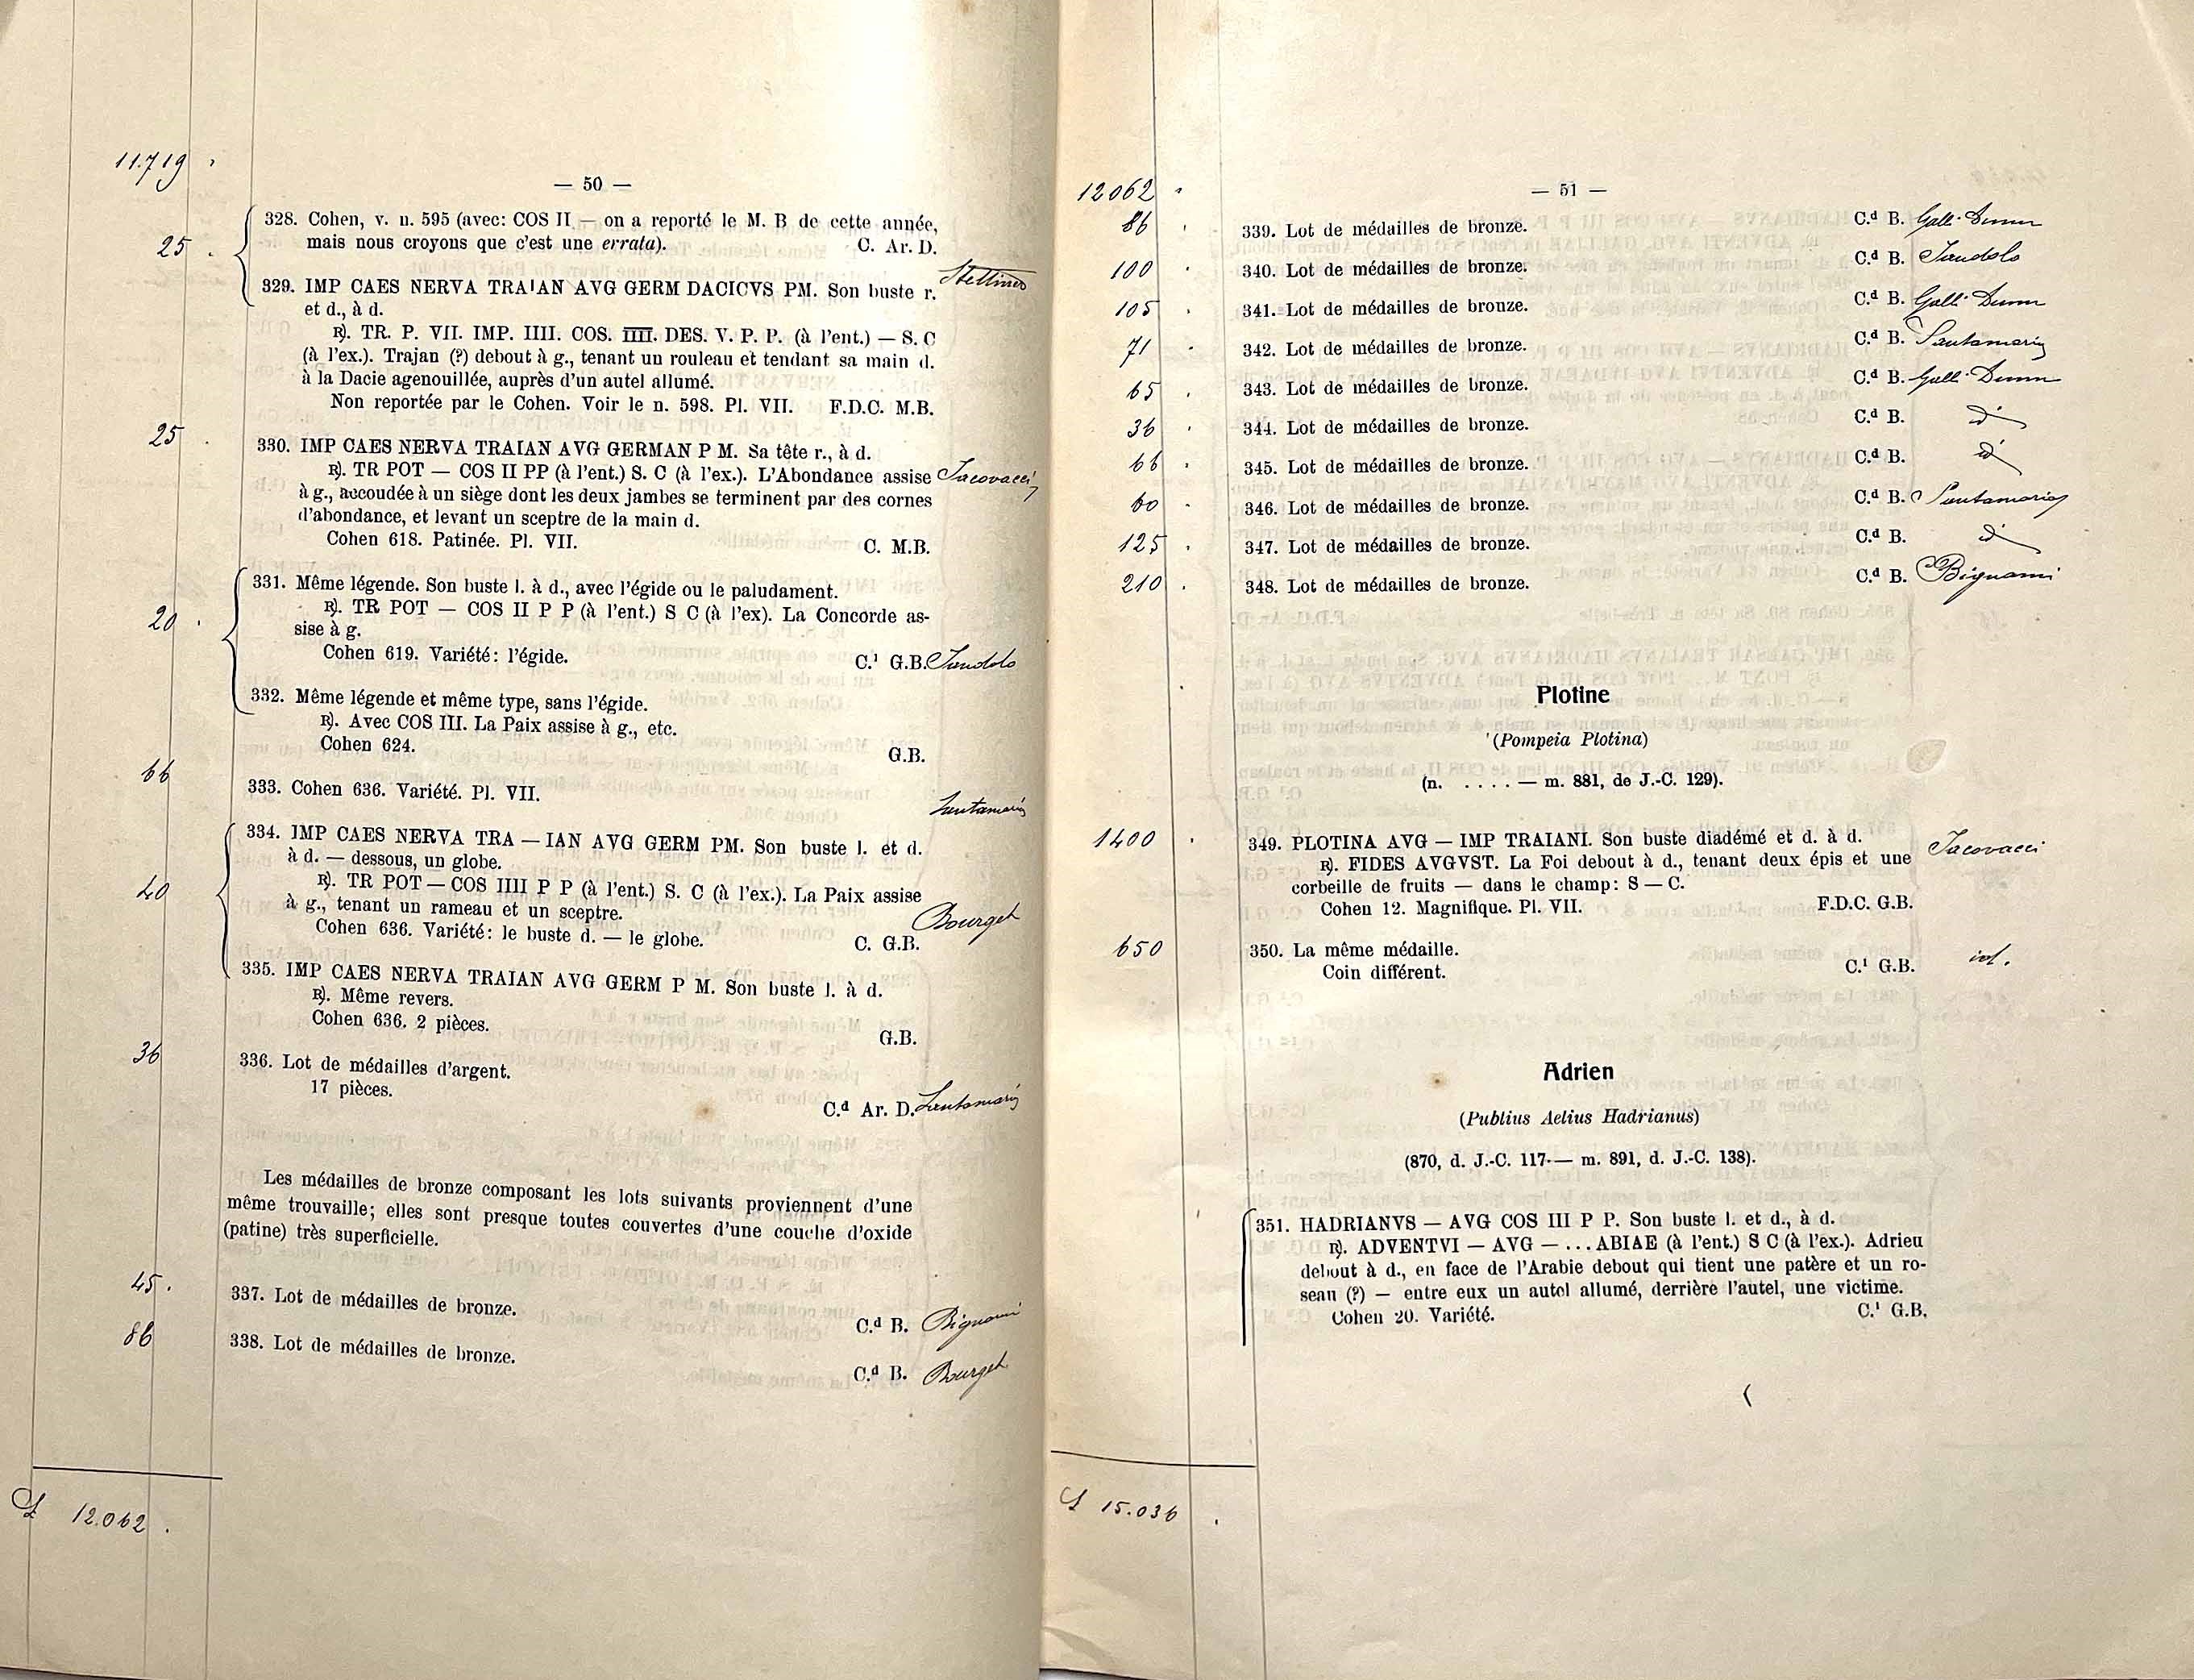 11.719
— 50 —
25 . 328. Cohen, v. n. 595 (avec: COS II — on a reporté le M. B de cette année,
mais nous croyons que c'est une errata). C. Ar. D.
329. IMP CAES NERVA TRAIAN AVG GERM DACICVS PM. Son buste r.
et d., à d.
℞. TR. P. VII. IMP. IIII. COS. IIII. DES. V. P. P. (à l'ent.) — S. C
(à l'ex.). Trajan (?) debout à g., tenant un rouleau et tendant sa main d.
à la Dacie agenouillée, auprès d'un autel allumé.
Non reportée par le Cohen. Voir le n. 598. Pl. VII. F.D.C. M.B.
25 . 330. IMP CAES NERVA TRAIAN AVG GERMAN P M. Sa tête r., à d.
℞. TR POT — COS II PP (à l'ent.) S. C (à l'ex.). L'Abondance assise Jacovacci
à g., accoudée à un siège dont les deux jambes se terminent par des cornes
d'abondance, et levant un sceptre de la main d.
Cohen 618. Patinée. Pl. VII. C. M.B.
331. Même légende. Son buste l. à d., avec l'égide ou le paludament.
20 . ℞. TR POT — COS II P P (à l'ent.) S C (à l'ex). La Concorde as-
sise à g.
Cohen 619. Variété: l'égide. C.¹ G.B. Jandolo
332. Même légende et même type, sans l'égide.
℞. Avec COS III. La Paix assise à g., etc.
Cohen 624. G.B.
66 333. Cohen 636. Variété. Pl. VII. Santamaria
334. IMP CAES NERVA TRA — IAN AVG GERM PM. Son buste l. et d.
à d. — dessous, un globe.
40 ℞. TR POT — COS IIII P P (à l'ent.) S. C (à l'ex.). La Paix assise
à g., tenant un rameau et un sceptre. Bourget
Cohen 636. Variété: le buste d. — le globe. C. G.B.
335. IMP CAES NERVA TRAIAN AVG GERM P M. Son buste l. à d.
℞. Même revers.
Cohen 636. 2 pièces. G.B.
36 336. Lot de médailles d'argent.
17 pièces. C.ᵈ Ar. D. Santamaria
Les médailles de bronze composant les lots suivants proviennent d'une
même trouvaille; elles sont presque toutes couvertes d'une couche d'oxide
(patine) très superficielle.
45 . 337. Lot de médailles de bronze. C.ᵈ B. Bignami
86 338. Lot de médailles de bronze. C.ᵈ B. Bourget
£ 12.062 .
12062 .
— 51 —
86 . 339. Lot de médailles de bronze. C.ᵈ B.
100 . 340. Lot de médailles de bronze. C.ᵈ B. Jandolo
105 . 341. Lot de médailles de bronze. C.ᵈ B.
71 . 342. Lot de médailles de bronze. C.ᵈ B. Santamaria
65 . 343. Lot de médailles de bronze. C.ᵈ B.
36 . 344. Lot de médailles de bronze. C.ᵈ B.
66 . 345. Lot de médailles de bronze. C.ᵈ B.
60 . 346. Lot de médailles de bronze. C.ᵈ B. Santamaria
125 . 347. Lot de médailles de bronze. C.ᵈ B.
210 . 348. Lot de médailles de bronze. C.ᵈ B. Bignami
Plotine
(Pompeia Plotina)
(n. . . . . — m. 881, de J.-C. 129).
1400 . 349. PLOTINA AVG — IMP TRAIANI. Son buste diadémé et d. à d. Jacovacci
℞. FIDES AVGVST. La Foi debout à d., tenant deux épis et une
corbeille de fruits — dans le champ: S — C.
Cohen 12. Magnifique. Pl. VII. F.D.C. G.B.
650 350. La même médaille. id.
Coin différent. C.¹ G.B.
Adrien
(Publius Aelius Hadrianus)
(870, d. J.-C. 117-— m. 891, d. J.-C. 138).
351. HADRIANVS — AVG COS III P P. Son buste l. et d., à d.
℞. ADVENTVI — AVG — ...ABIAE (à l'ent.) S C (à l'ex.). Adrieu
debout à d., en face de l'Arabie debout qui tient une patère et un ro-
seau (?) — entre eux un autel allumé, derrière l'autel, une victime.
Cohen 20. Variété. C.¹ G.B.
£ 15.036 .